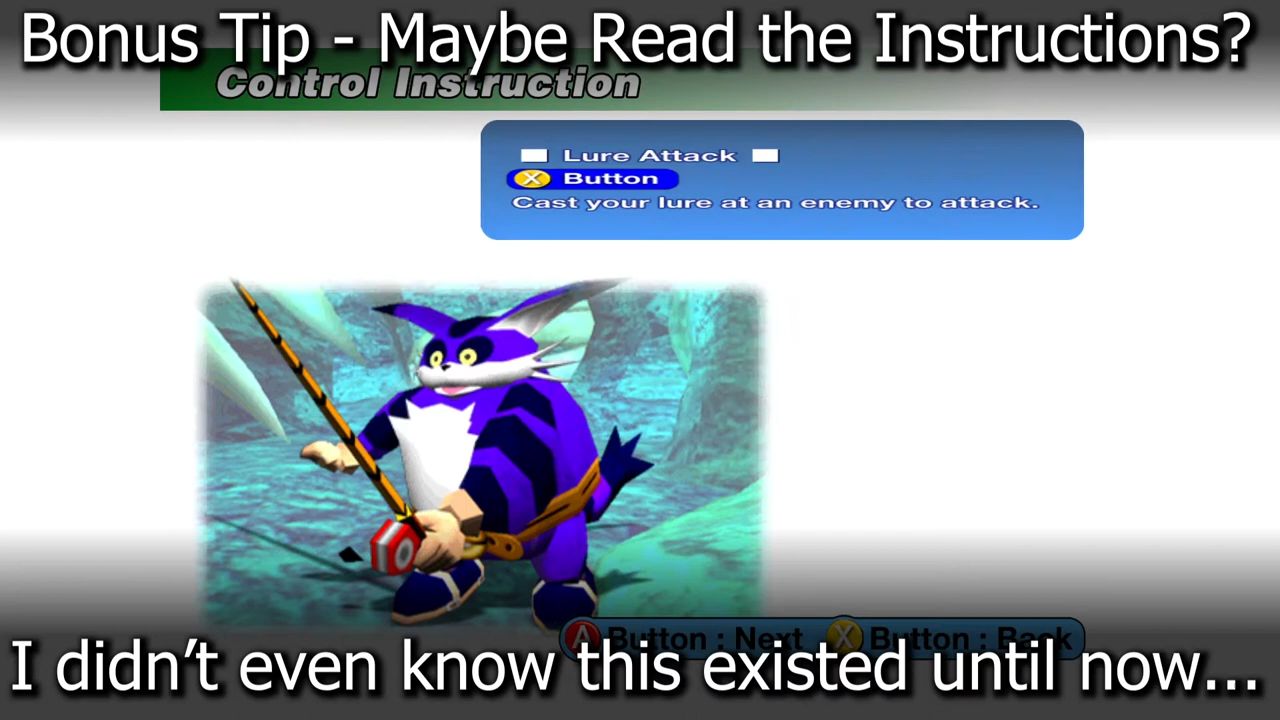 Bonus Tip - Maybe Read the Instructions?
Control Instruction
Lure Attack
X Button
Cast your lure at an enemy to attack.
A Button : Next X Button : Back
I didn't even know this existed until now...